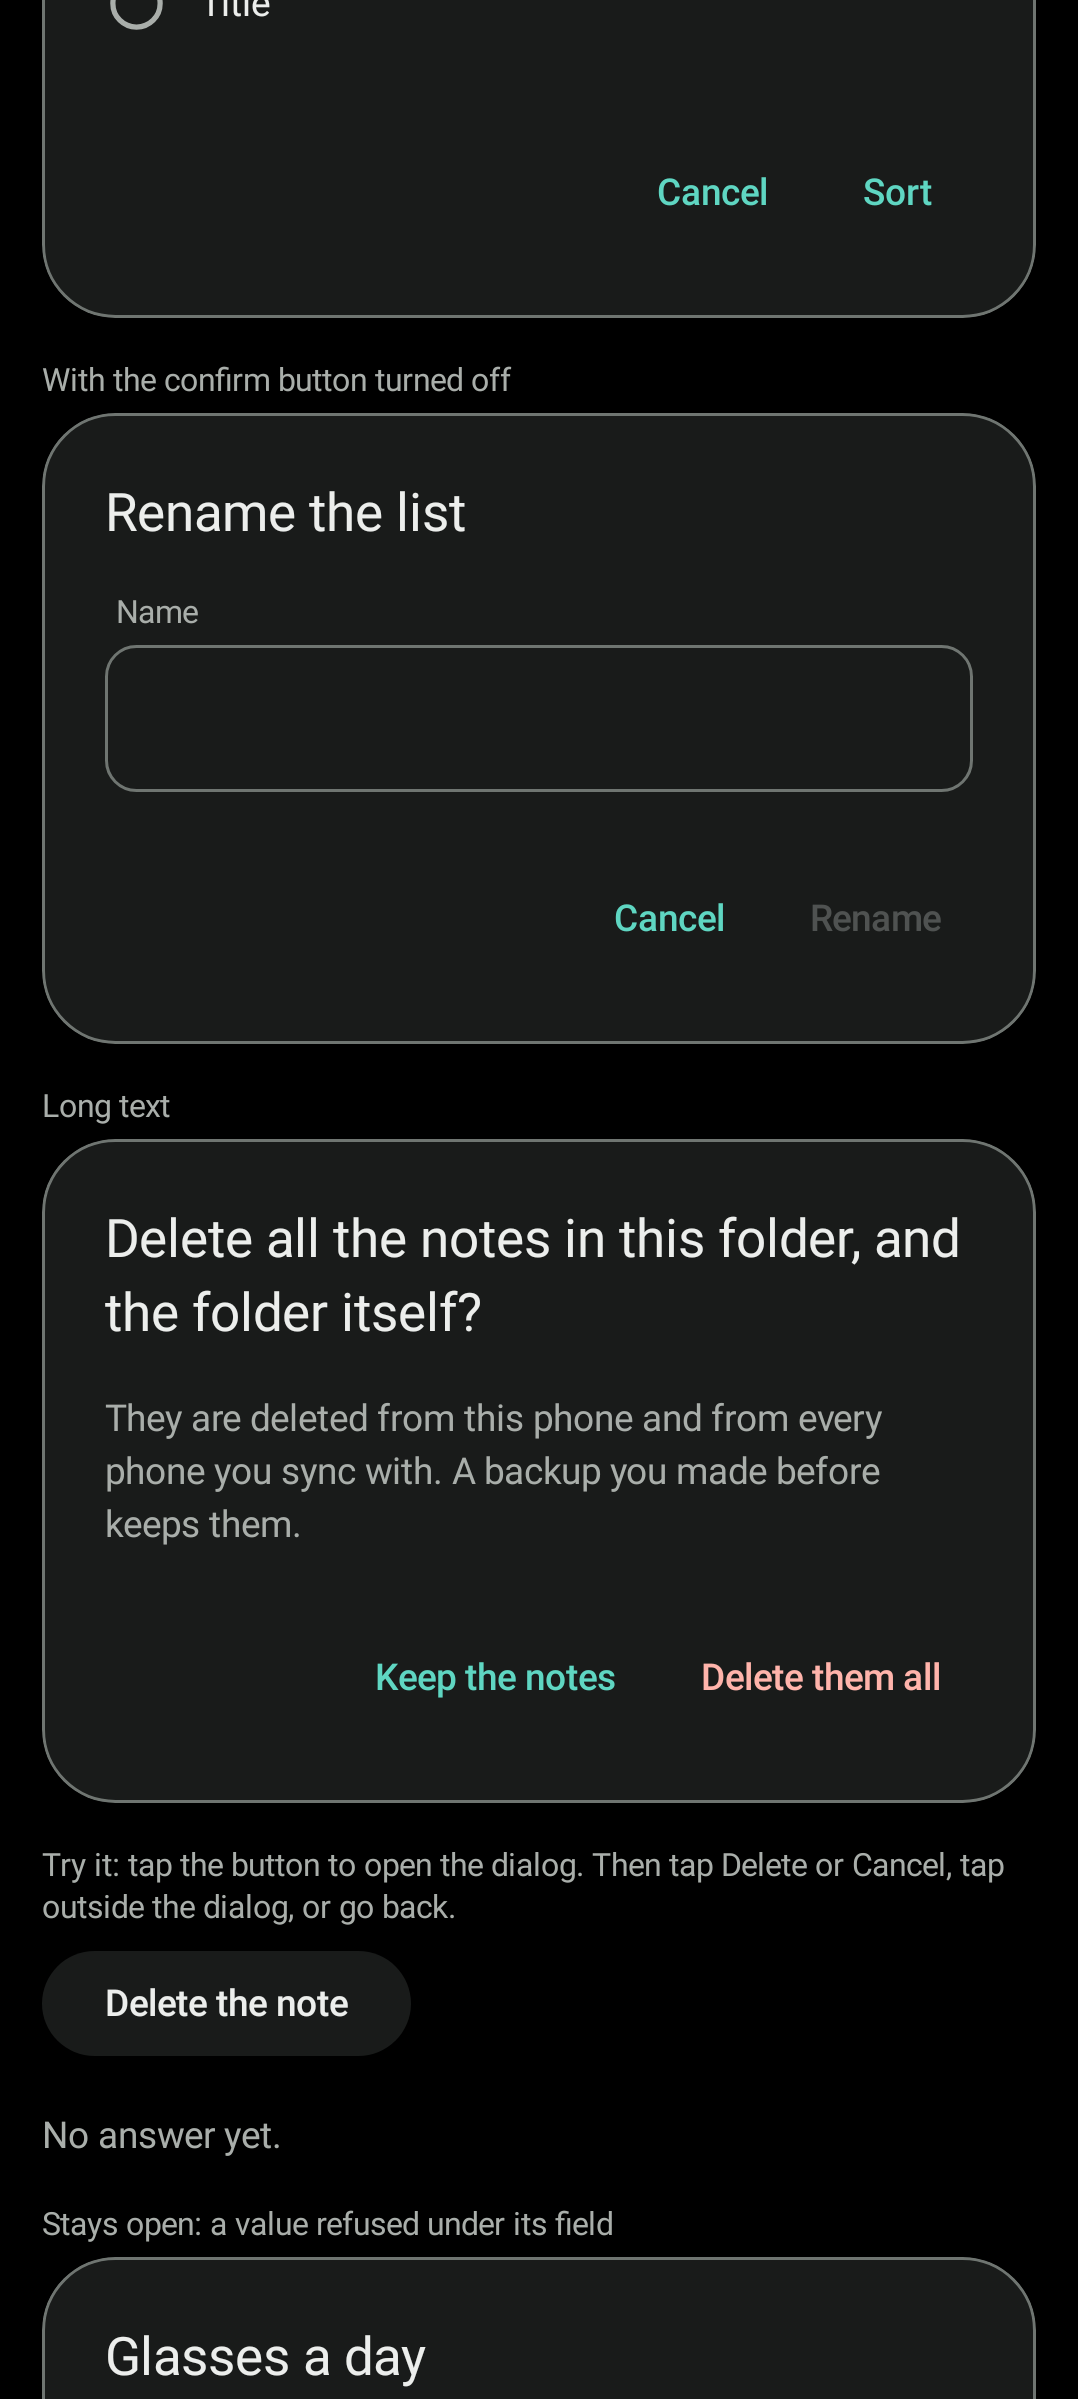 Title
Cancel Sort
With the confirm button turned off
Rename the list
Name
Cancel Rename
Long text
Delete all the notes in this folder, and
the folder itself?
They are deleted from this phone and from every
phone you sync with. A backup you made before
keeps them.
Keep the notes Delete them all
Try it: tap the button to open the dialog. Then tap Delete or Cancel, tap
outside the dialog, or go back.
Delete the note
No answer yet.
Stays open: a value refused under its field
Glasses a day